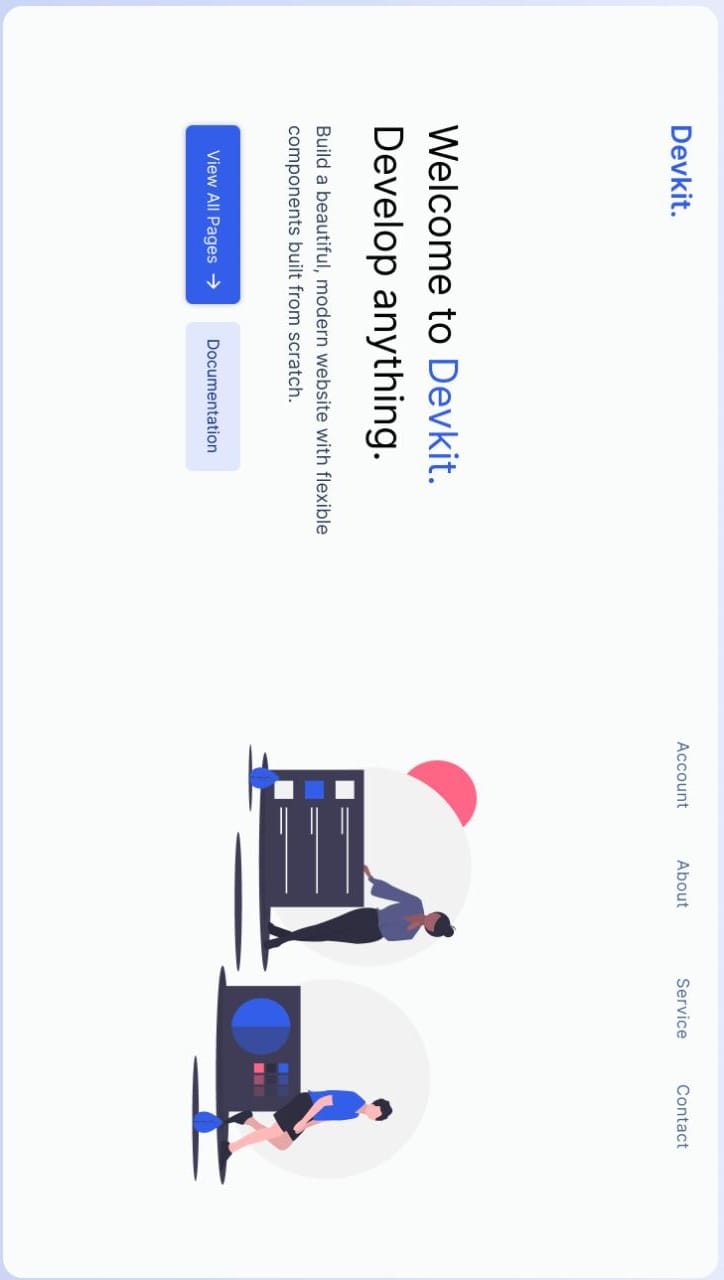 Devkit.
Account About Service Contact
Welcome to Devkit.
Develop anything.
Build a beautiful, modern website with flexible
components built from scratch.
View All Pages →
Documentation